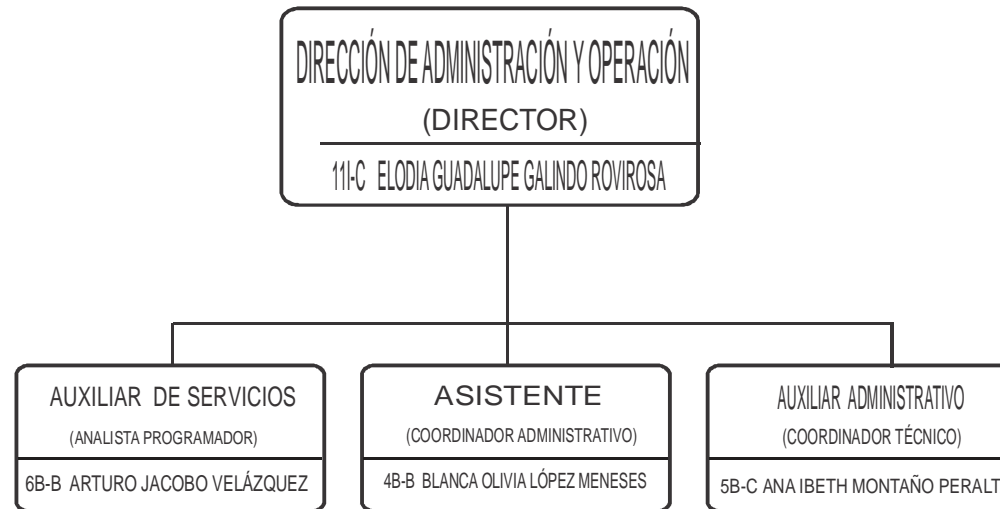 DIRECCIÓN DE ADMINISTRACIÓN Y OPERACIÓN
(DIRECTOR)
11I-C ELODIA GUADALUPE GALINDO ROVIROSA
AUXILIAR DE SERVICIOS
(ANALISTA PROGRAMADOR)
6B-B ARTURO JACOBO VELÁZQUEZ
ASISTENTE
(COORDINADOR ADMINISTRATIVO)
4B-B BLANCA OLIVIA LÓPEZ MENESES
AUXILIAR ADMINISTRATIVO
(COORDINADOR TÉCNICO)
5B-C ANA IBETH MONTAÑO PERALT